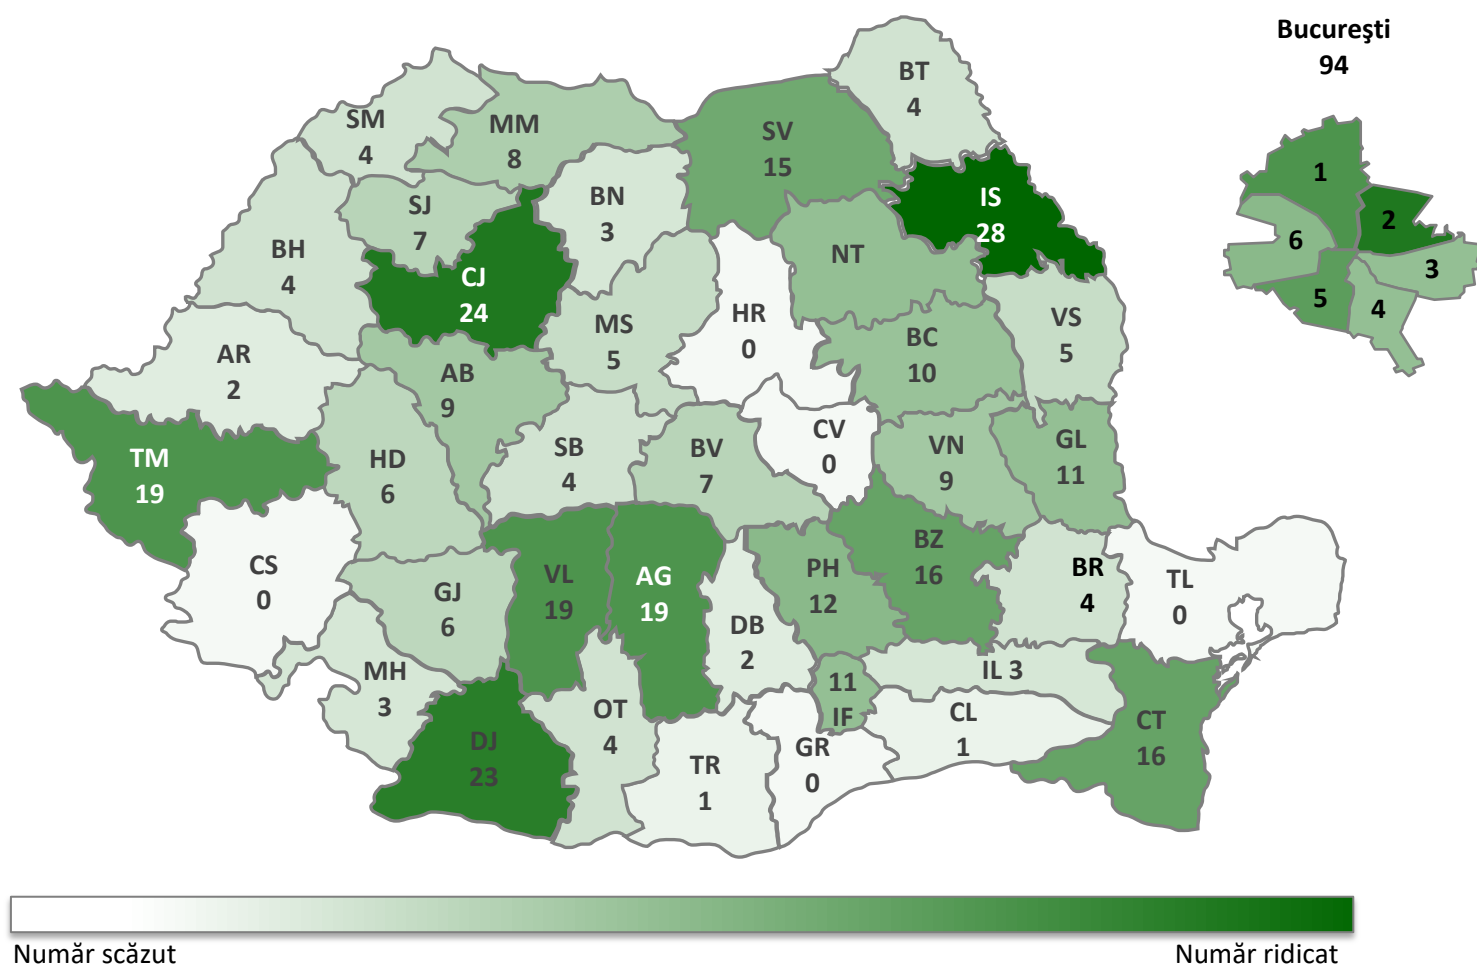 Bucureşti
94
BT
4
SM
4
MM
8
SV
15
IS
28
SJ
7
BN
3
BH
4
CJ
24
NT
HR
0
MS
5
BC
10
VS
5
AR
2
AB
9
TM
19
HD
6
SB
4
BV
7
CV
0
VN
9
GL
11
CS
0
GJ
6
VL
19
AG
19
DB
2
PH
12
BZ
16
BR
4
TL
0
MH
3
DJ
23
OT
4
TR
1
GR
0
11
IF
IL 3
CL
1
CT
16
1
2
6
3
5
4
Număr scăzut
Număr ridicat